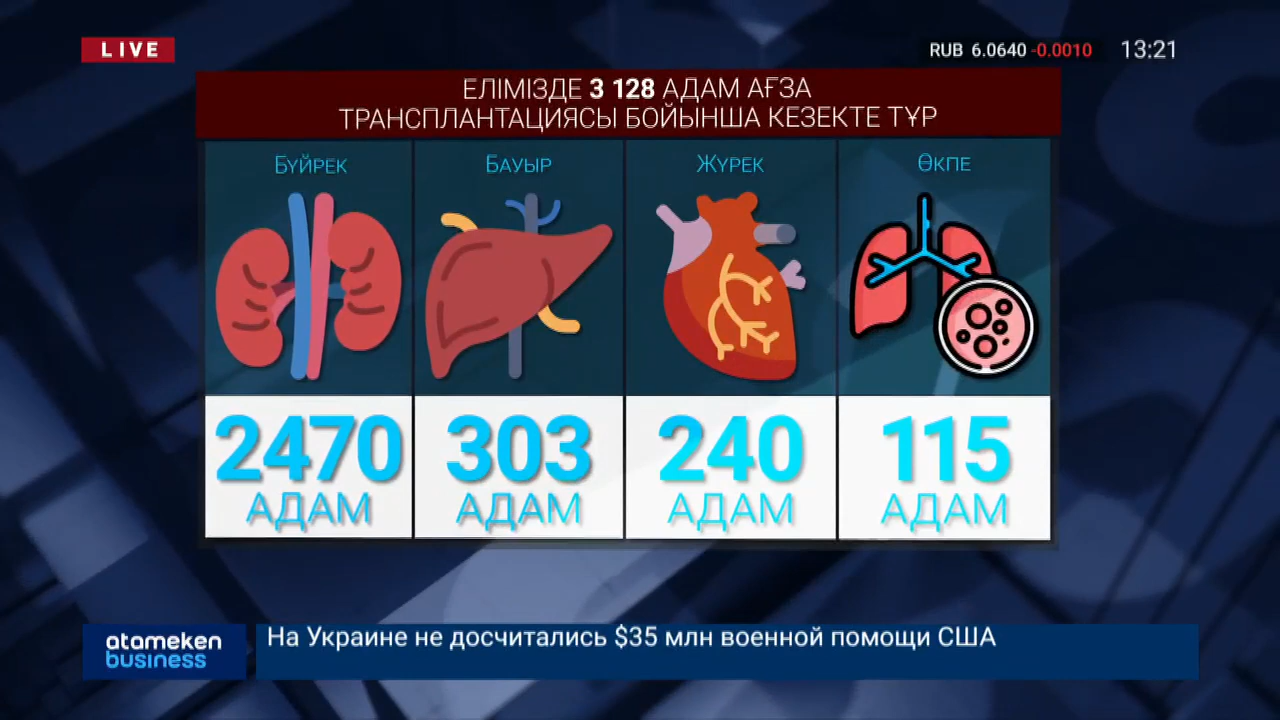 LIVE
RUB 6.0640 -0.0010 13:21
ЕЛІМІЗДЕ 3 128 АДАМ АҒЗА
ТРАНСПЛАНТАЦИЯСЫ БОЙЫНША КЕЗЕКТЕ ТҰР
БҮЙРЕК
БАУЫР
ЖҮРЕК
ӨКПЕ
2470
АДАМ
303
АДАМ
240
АДАМ
115
АДАМ
atameken
business
На Украине не досчитались $35 млн военной помощи США